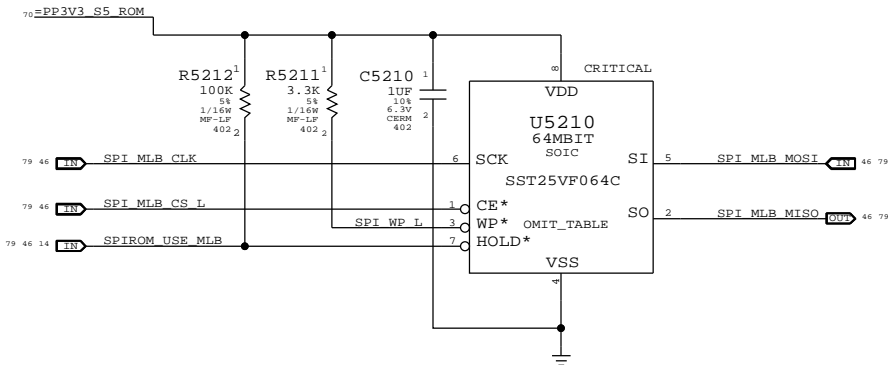 70 =PP3V3_S5_ROM
R5212 1
100K
5%
1/16W
MF-LF
402 2
R5211 1
3.3K
5%
1/16W
MF-LF
402 2
C5210 1
1UF
10%
6.3V
CERM
402
2
8 CRITICAL
VDD
U5210
64MBIT
SOIC
SST25VF064C
OMIT_TABLE
79 46 IN SPI_MLB_CLK 6 SCK
SI 5 SPI_MLB_MOSI IN 46 79
79 46 IN SPI_MLB_CS_L 1 CE*
SO 2 SPI_MLB_MISO OUT 46 79
SPI_WP_L 3 WP*
79 46 14 IN SPIROM_USE_MLB 7 HOLD*
VSS
4